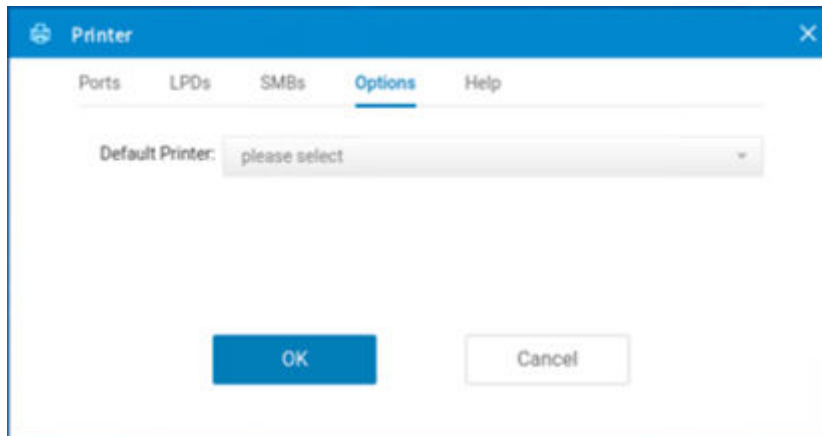 Printer
Ports LPDs SMBs Options Help
Default Printer: please select
OK Cancel